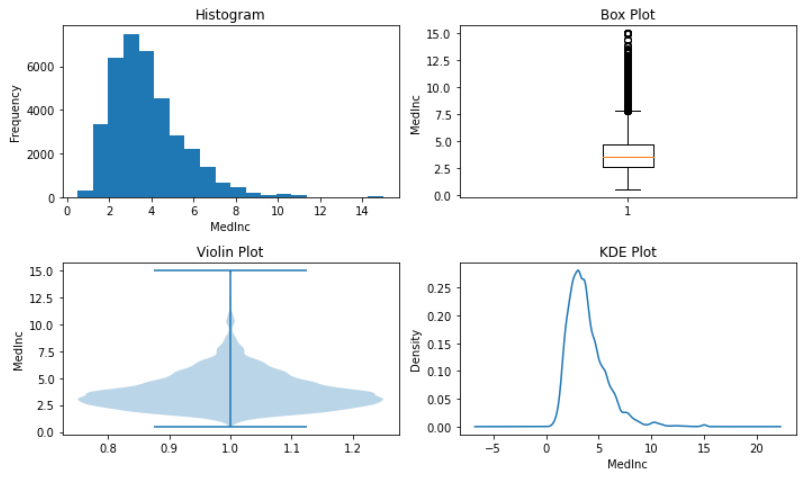 Histogram
Frequency
6000
4000
2000
0
0 2 4 6 8 10 12 14
MedInc
Box Plot
MedInc
15.0
12.5
10.0
7.5
5.0
2.5
0.0
1
Violin Plot
MedInc
15.0
12.5
10.0
7.5
5.0
2.5
0.0
0.8 0.9 1.0 1.1 1.2
KDE Plot
Density
0.25
0.20
0.15
0.10
0.05
0.00
−5 0 5 10 15 20
MedInc